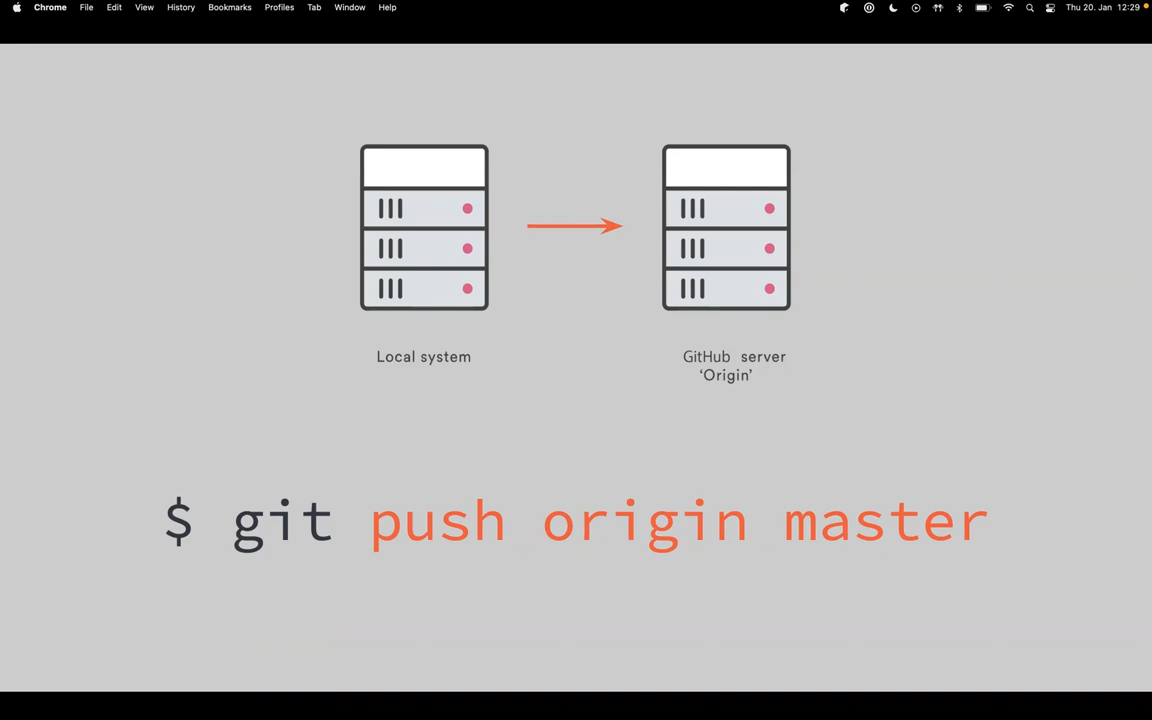 Chrome File Edit View History Bookmarks Profiles Tab Window Help Thu 20. Jan 12:29
Local system
GitHub server
‘Origin’
$ git push origin master